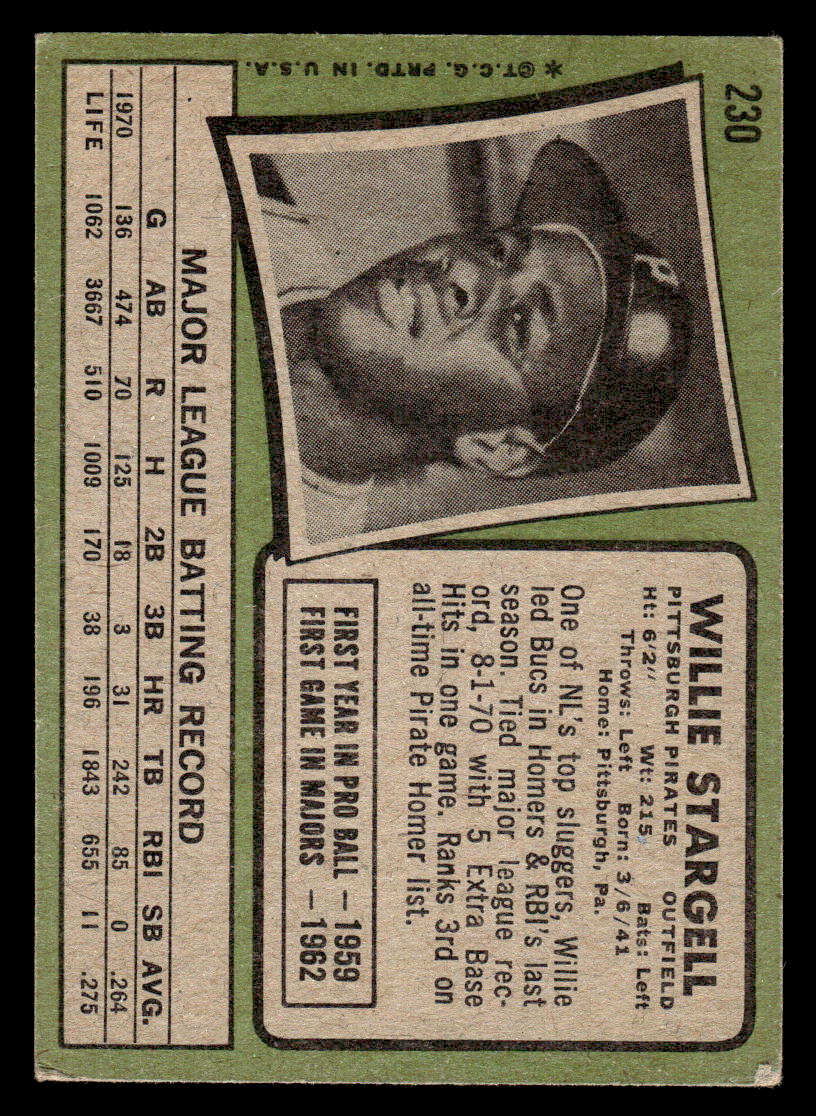 230
WILLIE STARGELL
PITTSBURGH PIRATES OUTFIELD
Ht: 6'2" Wt: 215 Bats: Left
Throws: Left Born: 3/6/41
Home: Pittsburgh, Pa.
One of NL's top sluggers, Willie
led Bucs in Homers & RBI's last
season. Tied major league rec-
ord, 8-1-70 with 5 Extra Base
Hits in one game. Ranks 3rd on
all-time Pirate Homer list.
FIRST YEAR IN PRO BALL — 1959
FIRST GAME IN MAJORS — 1962
P
* ©T.C.G. PRTD. IN U.S.A.
MAJOR LEAGUE BATTING RECORD
G AB R H 2B 3B HR TB RBI SB AVG.
1970 136 474 70 125 18 3 31 242 85 0 .264
LIFE 1062 3667 510 1009 170 38 196 1843 655 11 .275